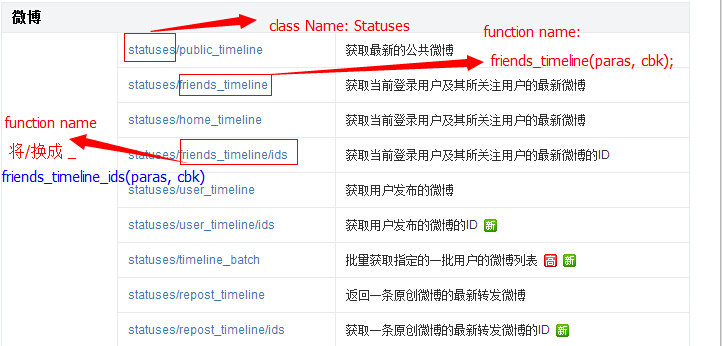 微博
class Name: Statuses
function name:
statuses/public_timeline
获取最新的公共微博
friends_timeline(paras, cbk);
statuses/friends_timeline
获取当前登录用户及其所关注用户的最新微博
function name
statuses/home_timeline
获取当前登录用户及其所关注用户的最新微博
将/换成 _
statuses/friends_timeline/ids
获取当前登录用户及其所关注用户的最新微博的ID
friends_timeline_ids(paras, cbk)
statuses/user_timeline
获取用户发布的微博
statuses/user_timeline/ids
获取用户发布的微博的ID 新
statuses/timeline_batch
批量获取指定的一批用户的微博列表 高 新
statuses/repost_timeline
返回一条原创微博的最新转发微博
statuses/repost_timeline/ids
获取一条原创微博的最新转发微博的ID 新